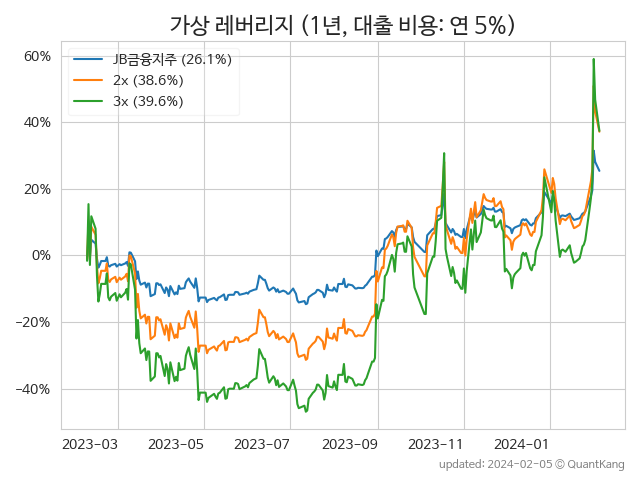 가상 레버리지 (1년, 대출 비용: 연 5%)
60%
40%
20%
0%
−20%
−40%
JB금융지주 (26.1%)
2x (38.6%)
3x (39.6%)
2023-03
2023-05
2023-07
2023-09
2023-11
2024-01
updated: 2024-02-05 © QuantKang